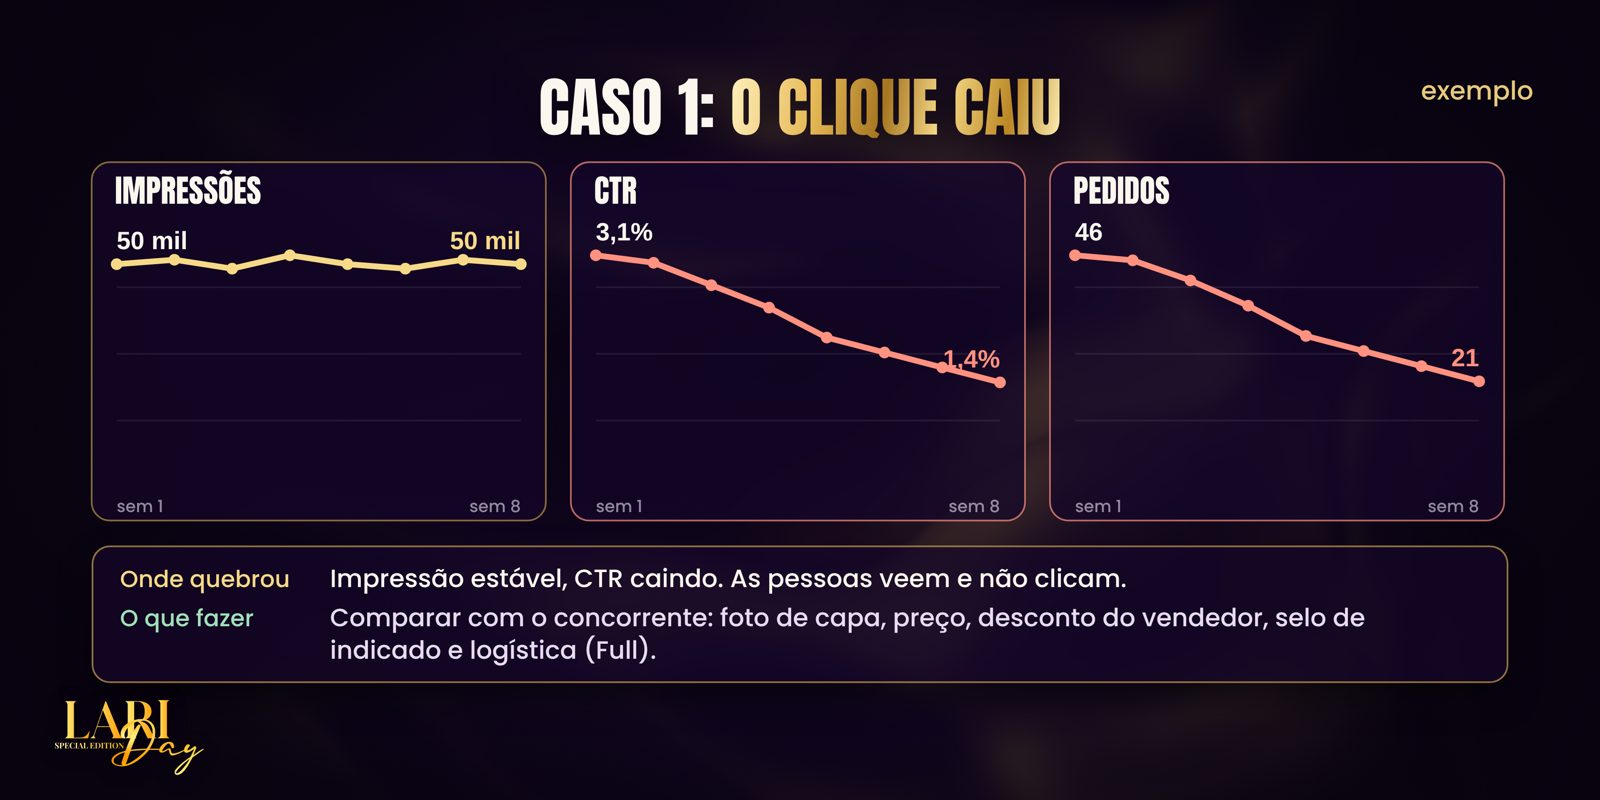 CASO 1: O CLIQUE CAIU
exemplo
IMPRESSÕES
50 mil
50 mil
sem 1
sem 8
CTR
3,1%
1,4%
sem 1
sem 8
PEDIDOS
46
21
sem 1
sem 8
Onde quebrou
Impressão estável, CTR caindo. As pessoas veem e não clicam.
O que fazer
Comparar com o concorrente: foto de capa, preço, desconto do vendedor, selo de
indicado e logística (Full).
LARI
SPECIAL EDITION
Day